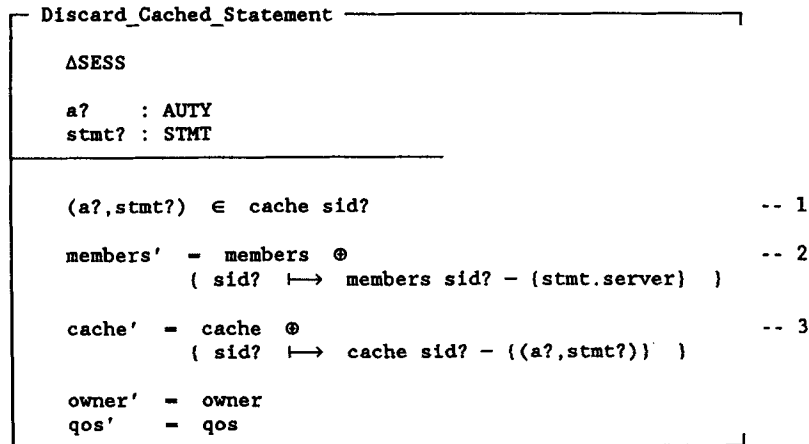 Discard_Cached_Statement
ΔSESS
a? : AUTY
stmt? : STMT
(a?,stmt?) ∈ cache sid? -- 1
members' = members ⊕ -- 2
{ sid? ⟼ members sid? − {stmt.server} }
cache' = cache ⊕ -- 3
{ sid? ⟼ cache sid? − {(a?,stmt?)} }
owner' = owner
qos' = qos